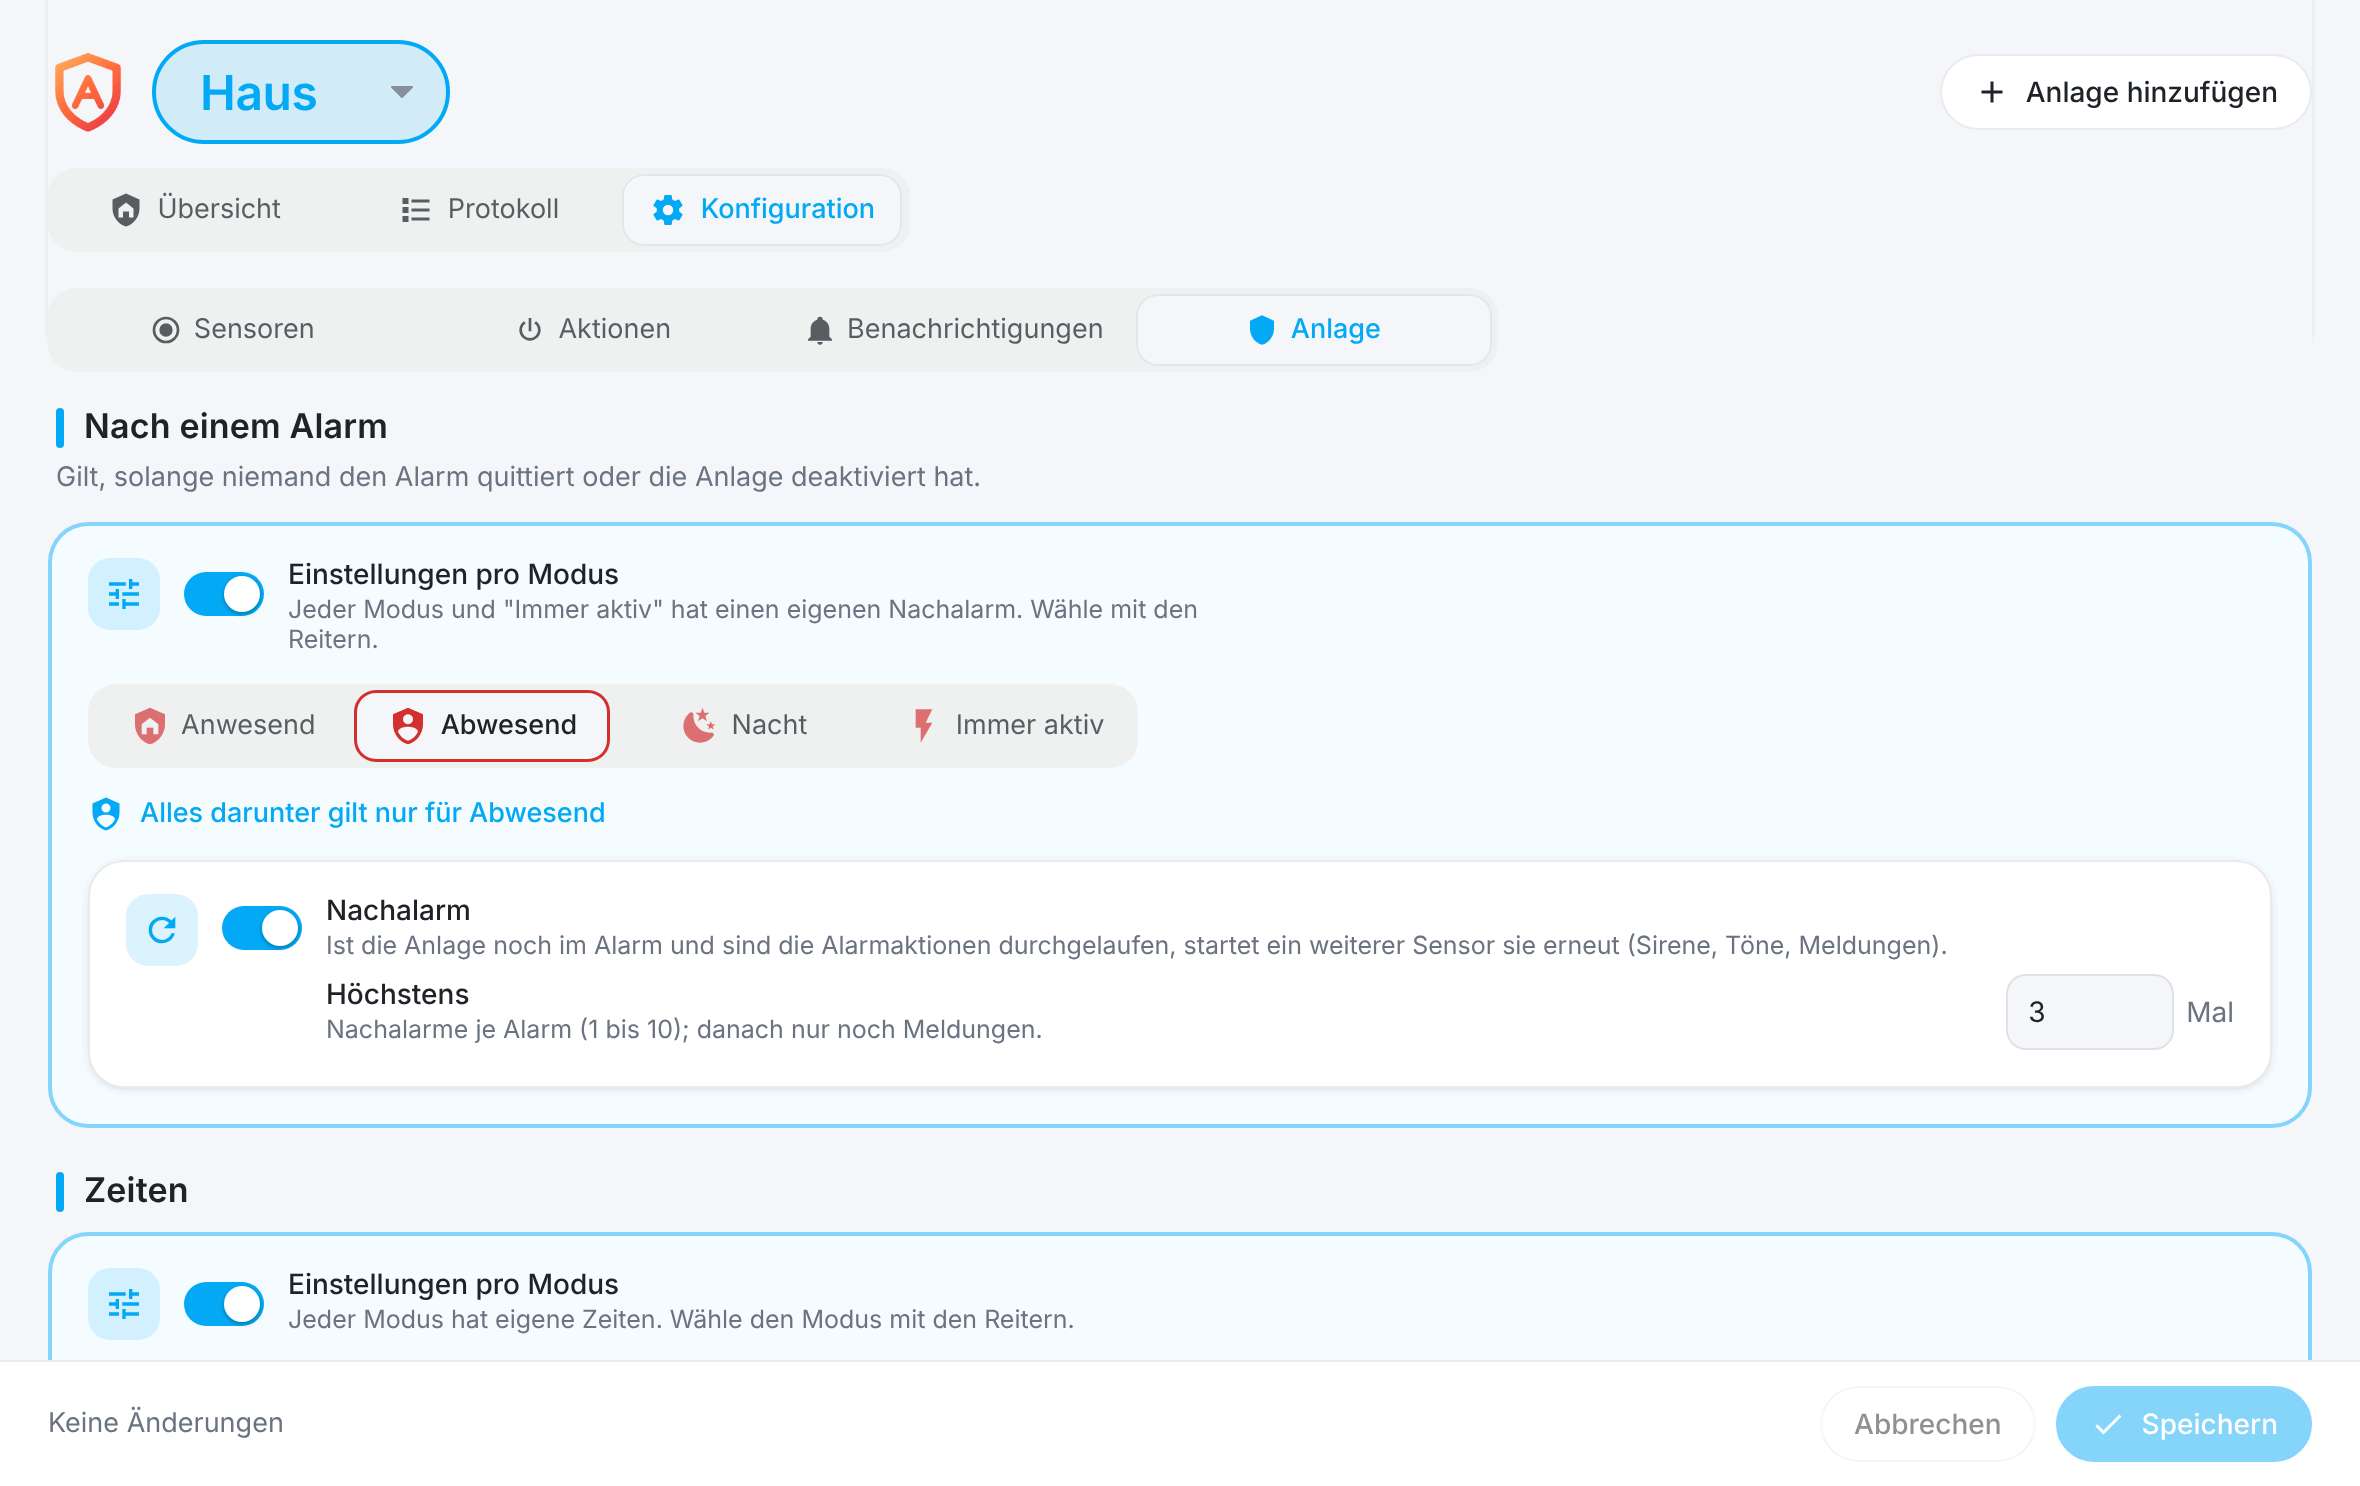 Haus
Anlage hinzufügen
Übersicht
Protokoll
Konfiguration
Sensoren
Aktionen
Benachrichtigungen
Anlage
Nach einem Alarm
Gilt, solange niemand den Alarm quittiert oder die Anlage deaktiviert hat.
Einstellungen pro Modus
Jeder Modus und "Immer aktiv" hat einen eigenen Nachalarm. Wähle mit den
Reitern.
Anwesend
Abwesend
Nacht
Immer aktiv
Alles darunter gilt nur für Abwesend
Nachalarm
Ist die Anlage noch im Alarm und sind die Alarmaktionen durchgelaufen, startet ein weiterer Sensor sie erneut (Sirene, Töne, Meldungen).
Höchstens
Nachalarme je Alarm (1 bis 10); danach nur noch Meldungen.
3 Mal
Zeiten
Einstellungen pro Modus
Jeder Modus hat eigene Zeiten. Wähle den Modus mit den Reitern.
Keine Änderungen
Abbrechen
Speichern